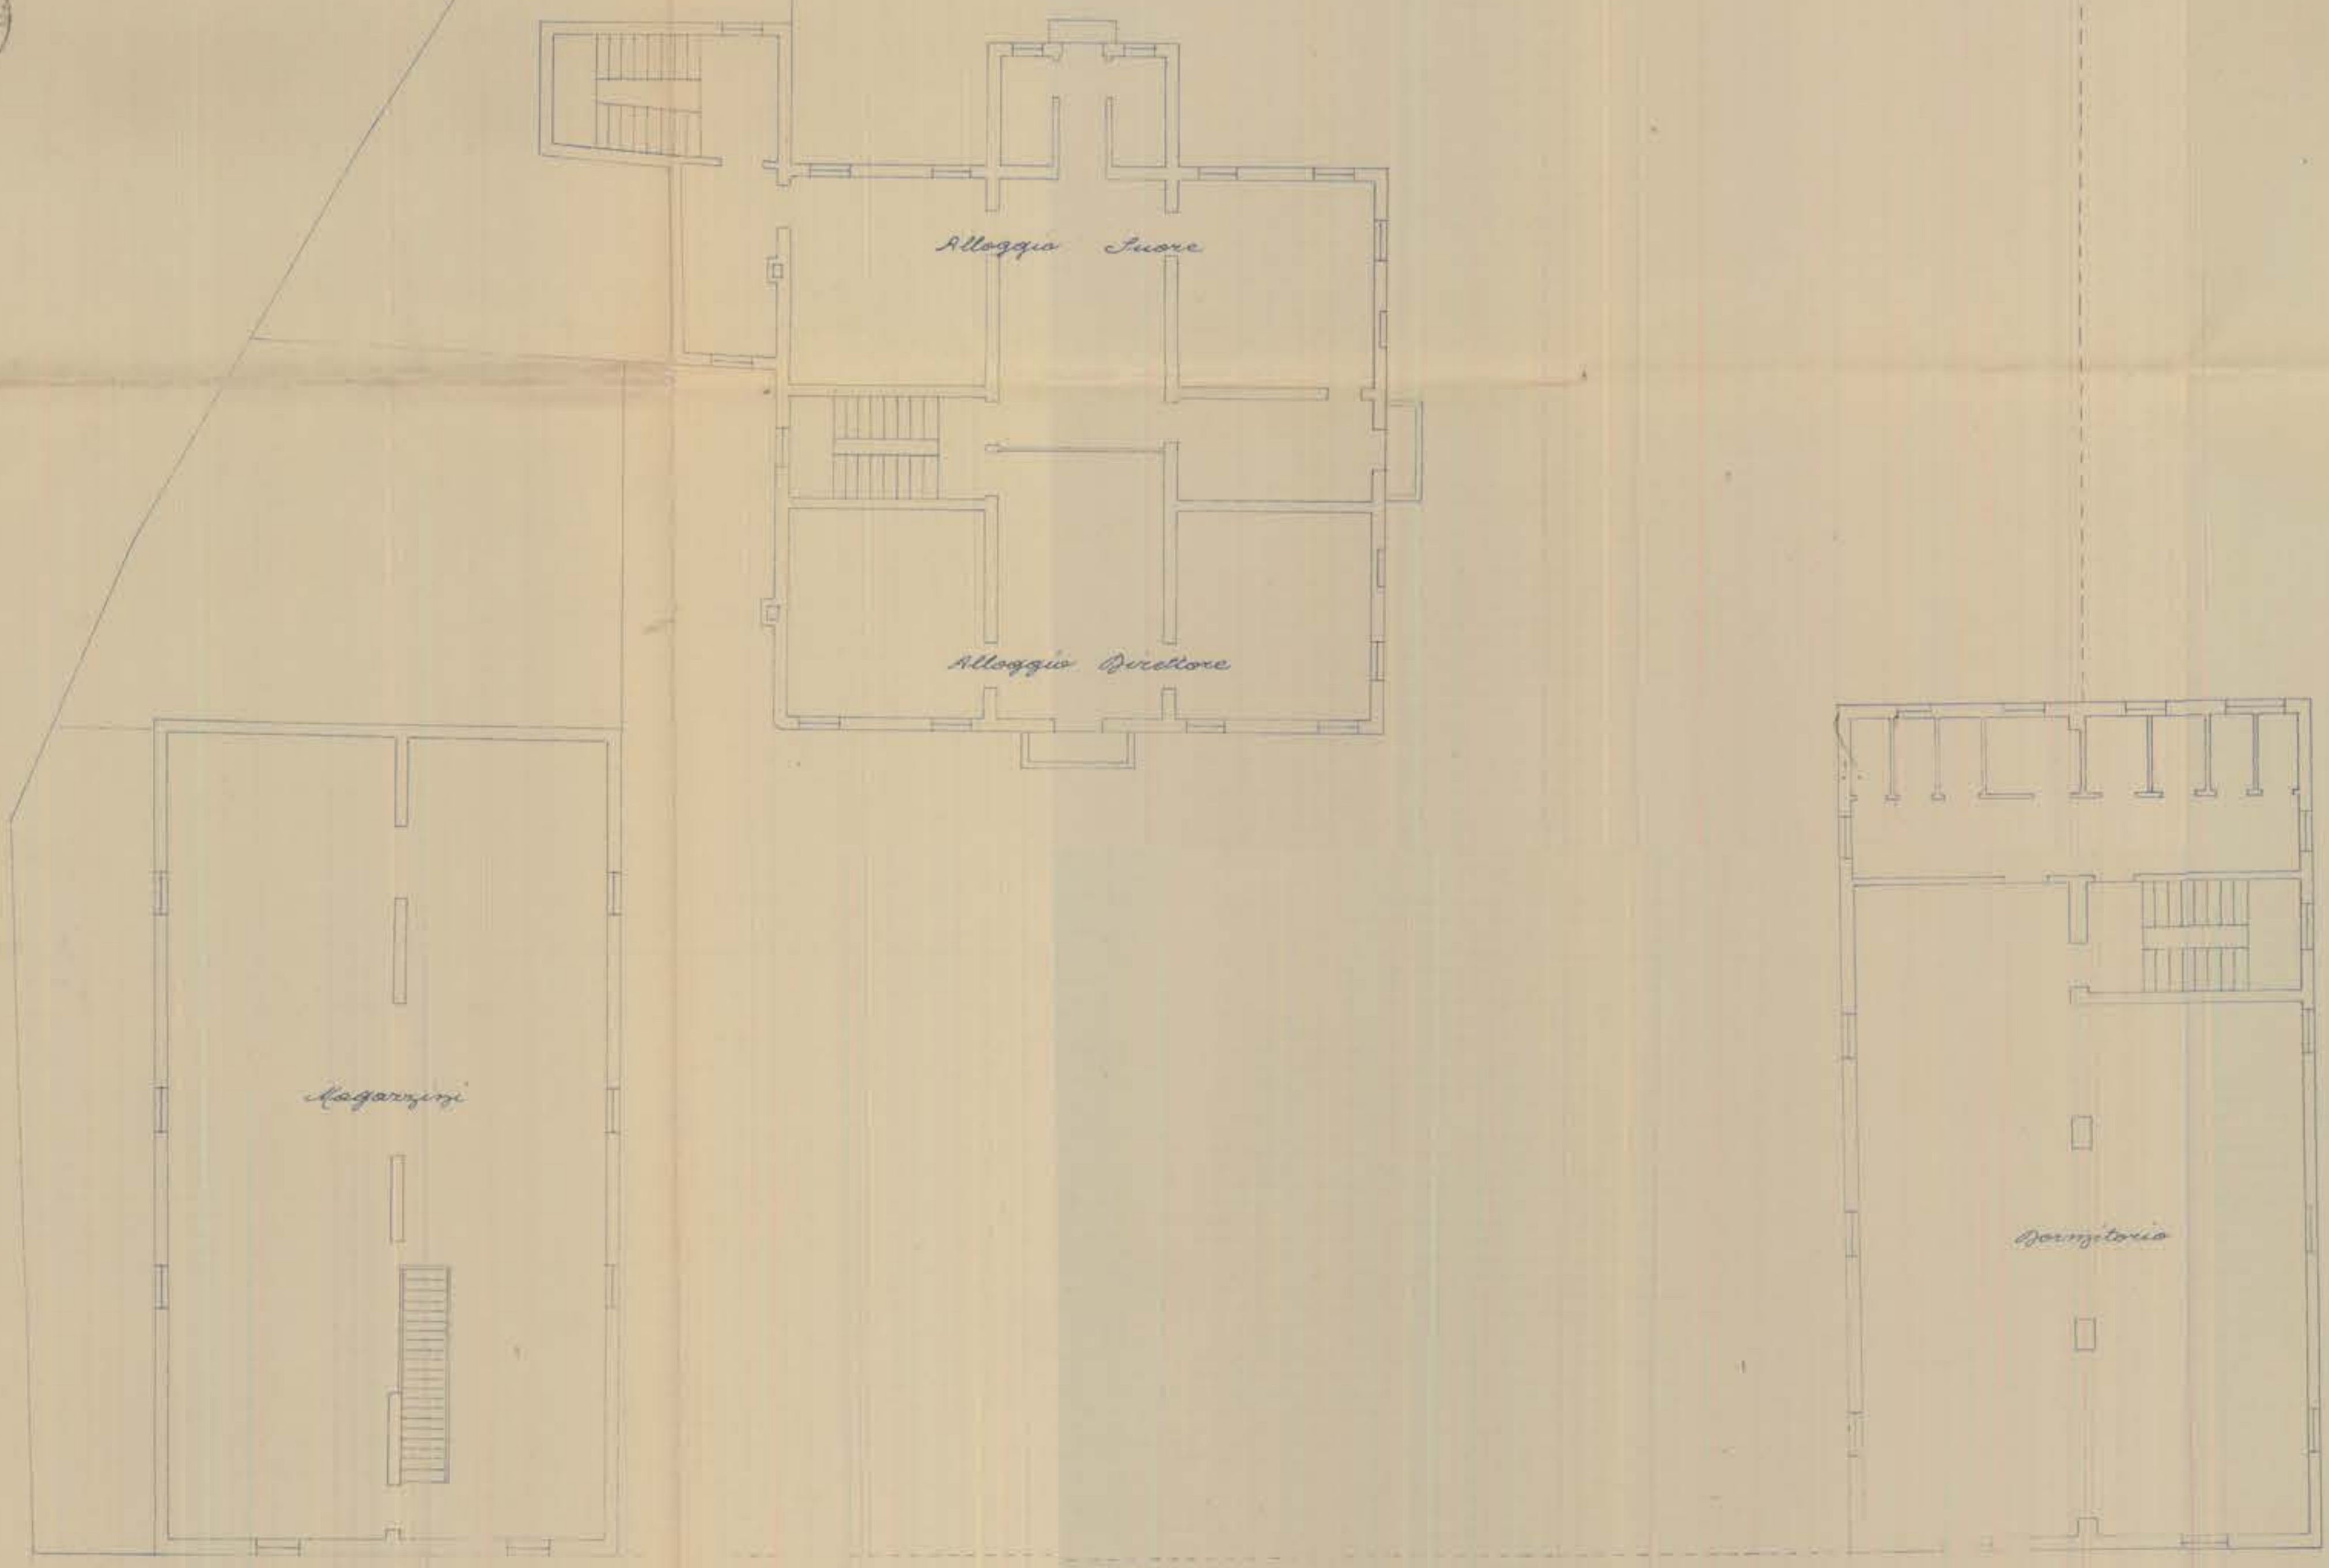 Alloggio Suore
Alloggio Direttore
Magazzini
Dormitorio